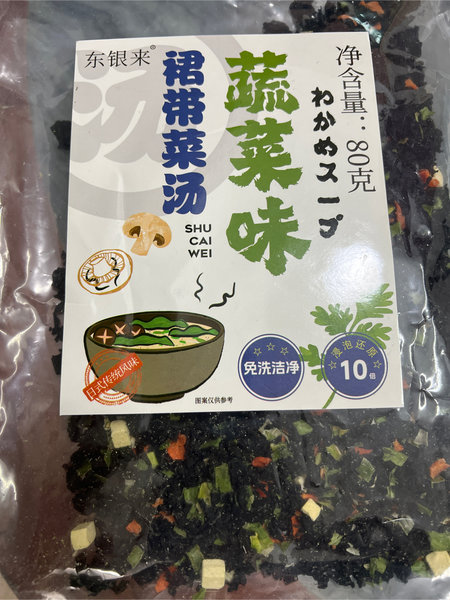 东银来®
裙带菜汤
SHU
CAI
WEI
蔬菜味
わかめスープ
净含量：80克
汤
日式传统风味
图案仅供参考
免洗洁净
浸泡还原
10倍